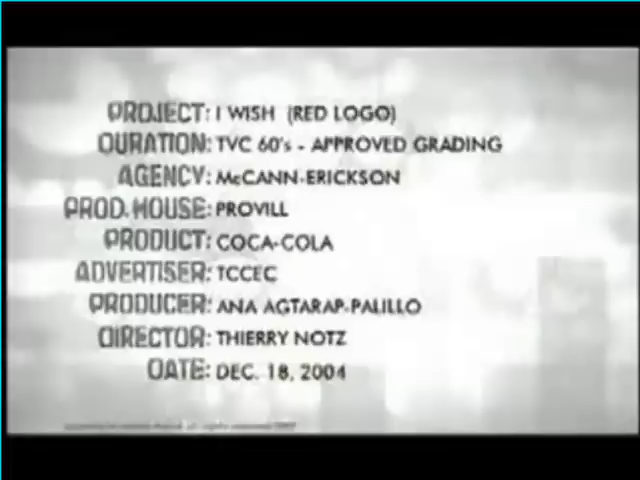 PROJECT: I WISH (RED LOGO)
DURATION: TVC 60's - APPROVED GRADING
AGENCY: McCANN-ERICKSON
PROD. HOUSE: PROVILL
PRODUCT: COCA-COLA
ADVERTISER: TCCEC
PRODUCER: ANA AGTARAP-PALILLO
DIRECTOR: THIERRY NOTZ
DATE: DEC. 18, 2004